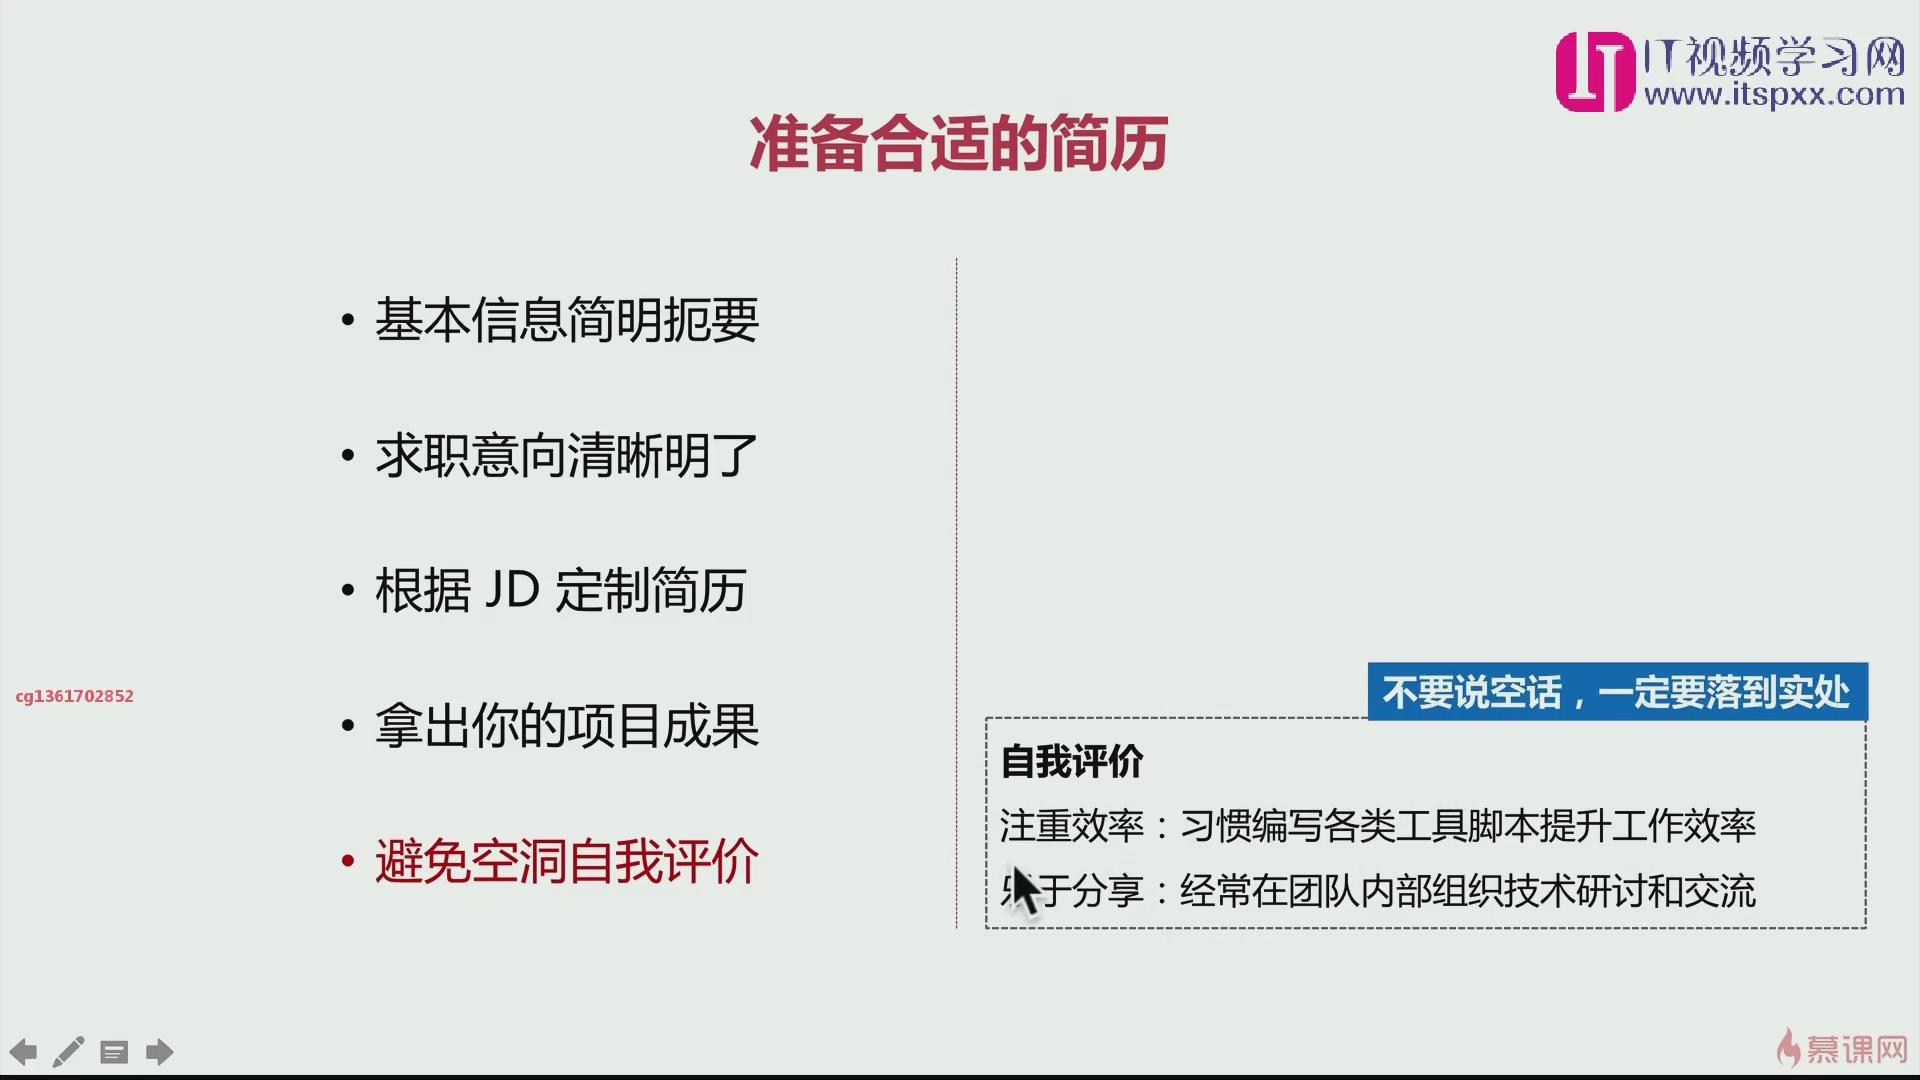 IT视频学习网
www.itspxx.com
准备合适的简历
• 基本信息简明扼要
• 求职意向清晰明了
• 根据 JD 定制简历
• 拿出你的项目成果
• 避免空洞自我评价
cg1361702852
不要说空话，一定要落到实处
自我评价
注重效率：习惯编写各类工具脚本提升工作效率
于分享：经常在团队内部组织技术研讨和交流
慕课网